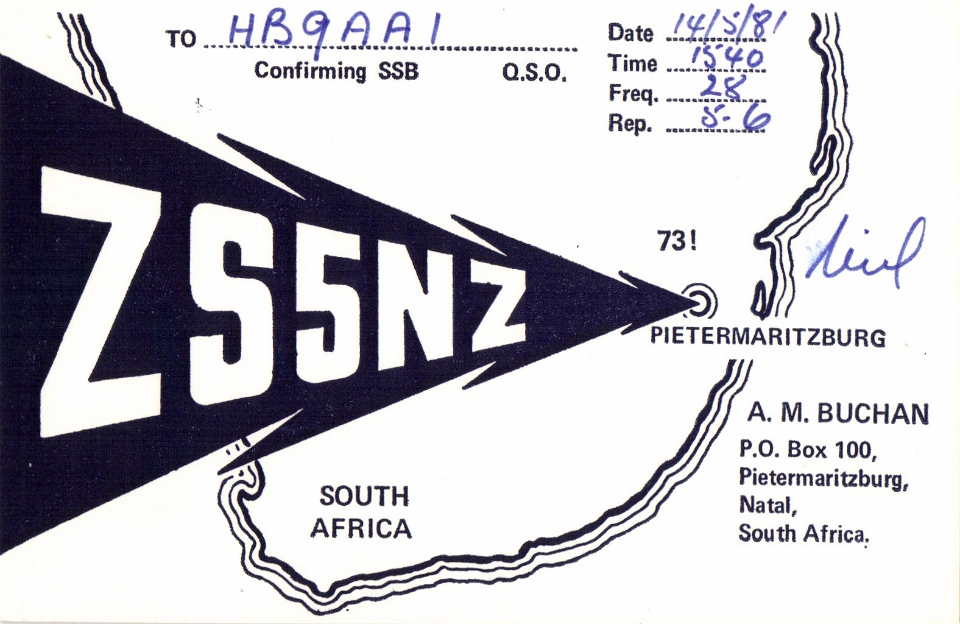 TO HB9AAI
Confirming SSB Q.S.O.
Date 14/5/81
Time 1540
Freq. 28
Rep. 5-6
ZS5NZ
73!
PIETERMARITZBURG
A. M. BUCHAN
P.O. Box 100,
Pietermaritzburg,
Natal,
South Africa.
SOUTH
AFRICA